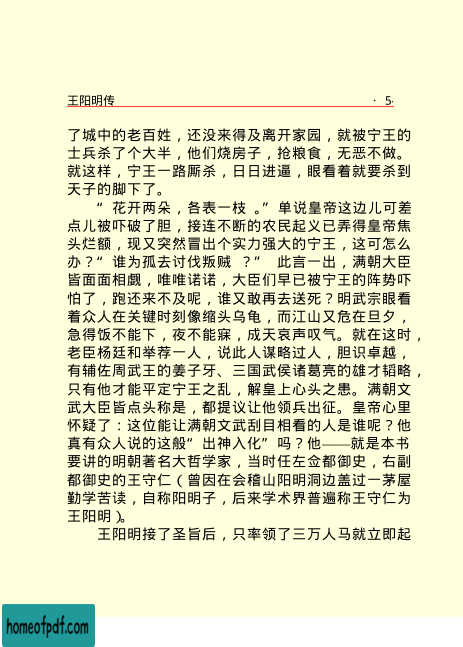 王阳明传 · 5·
了城中的老百姓，还没来得及离开家园，就被宁王的
士兵杀了个大半，他们烧房子，抢粮食，无恶不做。
就这样，宁王一路厮杀，日日进逼，眼看着就要杀到
天子的脚下了。
“花开两朵，各表一枝。”单说皇帝这边儿可差
点儿被吓破了胆，接连不断的农民起义已弄得皇帝焦
头烂额，现又突然冒出个实力强大的宁王，这可怎么
办？“谁为孤去讨伐叛贼？”此言一出，满朝大臣
皆面面相觑，唯唯诺诺，大臣们早已被宁王的阵势吓
怕了，跑还来不及呢，谁又敢再去送死？明武宗眼看
着众人在关键时刻像缩头乌龟，而江山又危在旦夕，
急得饭不能下，夜不能寐，成天哀声叹气。就在这时，
老臣杨廷和举荐一人，说此人谋略过人，胆识卓越，
有辅佐周武王的姜子牙、三国武侯诸葛亮的雄才韬略，
只有他才能平定宁王之乱，解皇上心头之患。满朝文
武大臣皆点头称是，都提议让他领兵出征。皇帝心里
怀疑了：这位能让满朝文武刮目相看的人是谁呢？他
真有众人说的这般“出神入化”吗？他——就是本书
要讲的明朝著名大哲学家，当时任左佥都御史，右副
都御史的王守仁（曾因在会稽山阳明洞边盖过一茅屋
勤学苦读，自称阳明子，后来学术界普遍称王守仁为
王阳明）。
王阳明接了圣旨后，只率领了三万人马就立即起
homeofpdf.com